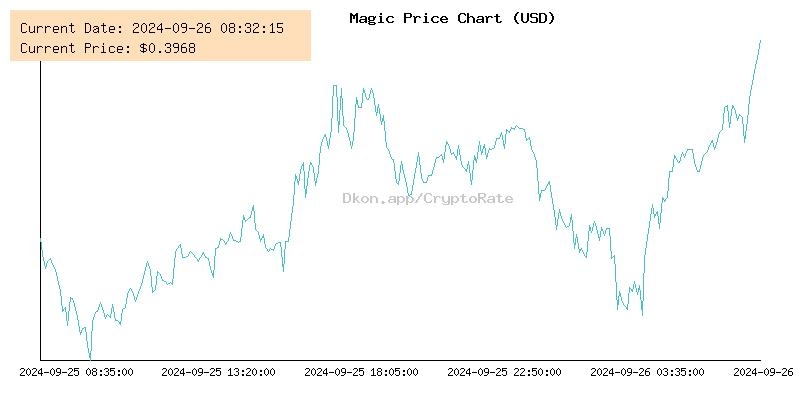 Magic Price Chart (USD)
Current Date: 2024-09-26 08:32:15
Current Price: $0.3968
Dkon.app/CryptoRate
2024-09-25 08:35:00 2024-09-25 13:20:00 2024-09-25 18:05:00 2024-09-25 22:50:00 2024-09-26 03:35:00 2024-09-26